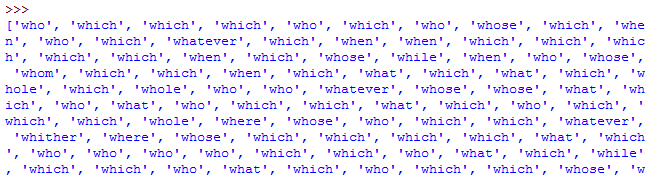 >>>
['who', 'which', 'which', 'which', 'who', 'which', 'who', 'whose', 'which', 'whe
n', 'who', 'which', 'whatever', 'which', 'when', 'when', 'which', 'which', 'whic
h', 'which', 'which', 'when', 'which', 'whose', 'while', 'when', 'who', 'whose',
 'whom', 'which', 'which', 'when', 'which', 'what', 'which', 'what', 'which', 'w
hole', 'which', 'whole', 'who', 'who', 'whatever', 'whose', 'whose', 'what', 'wh
ich', 'who', 'what', 'who', 'which', 'which', 'what', 'which', 'who', 'which', '
which', 'which', 'whole', 'where', 'whose', 'who', 'which', 'which', 'whatever',
 'whither', 'where', 'whose', 'which', 'which', 'which', 'which', 'what', 'which
', 'who', 'who', 'who', 'who', 'which', 'which', 'who', 'what', 'which', 'while'
, 'which', 'which', 'who', 'what', 'which', 'who', 'which', 'which', 'whose', 'w